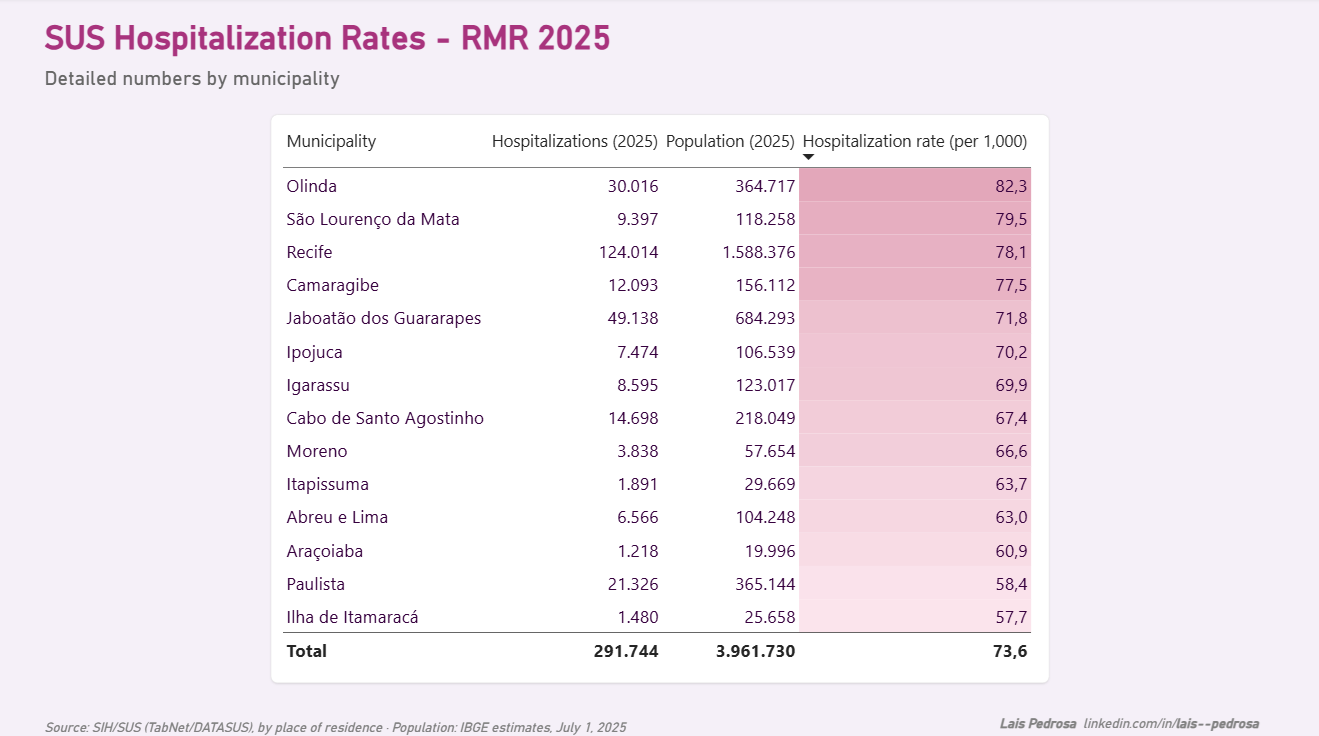 SUS Hospitalization Rates - RMR 2025
Detailed numbers by municipality
Municipality Hospitalizations (2025) Population (2025) Hospitalization rate (per 1,000)
Olinda 30.016 364.717 82,3
São Lourenço da Mata 9.397 118.258 79,5
Recife 124.014 1.588.376 78,1
Camaragibe 12.093 156.112 77,5
Jaboatão dos Guararapes 49.138 684.293 71,8
Ipojuca 7.474 106.539 70,2
Igarassu 8.595 123.017 69,9
Cabo de Santo Agostinho 14.698 218.049 67,4
Moreno 3.838 57.654 66,6
Itapissuma 1.891 29.669 63,7
Abreu e Lima 6.566 104.248 63,0
Araçoiaba 1.218 19.996 60,9
Paulista 21.326 365.144 58,4
Ilha de Itamaracá 1.480 25.658 57,7
Total 291.744 3.961.730 73,6
Source: SIH/SUS (TabNet/DATASUS), by place of residence · Population: IBGE estimates, July 1, 2025
Lais Pedrosa linkedin.com/in/lais--pedrosa